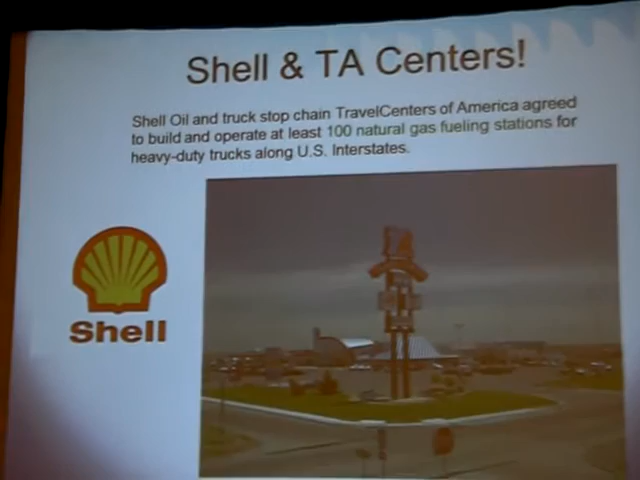 Shell & TA Centers!
Shell Oil and truck stop chain TravelCenters of America agreed
to build and operate at least 100 natural gas fueling stations for
heavy-duty trucks along U.S. Interstates.
Shell